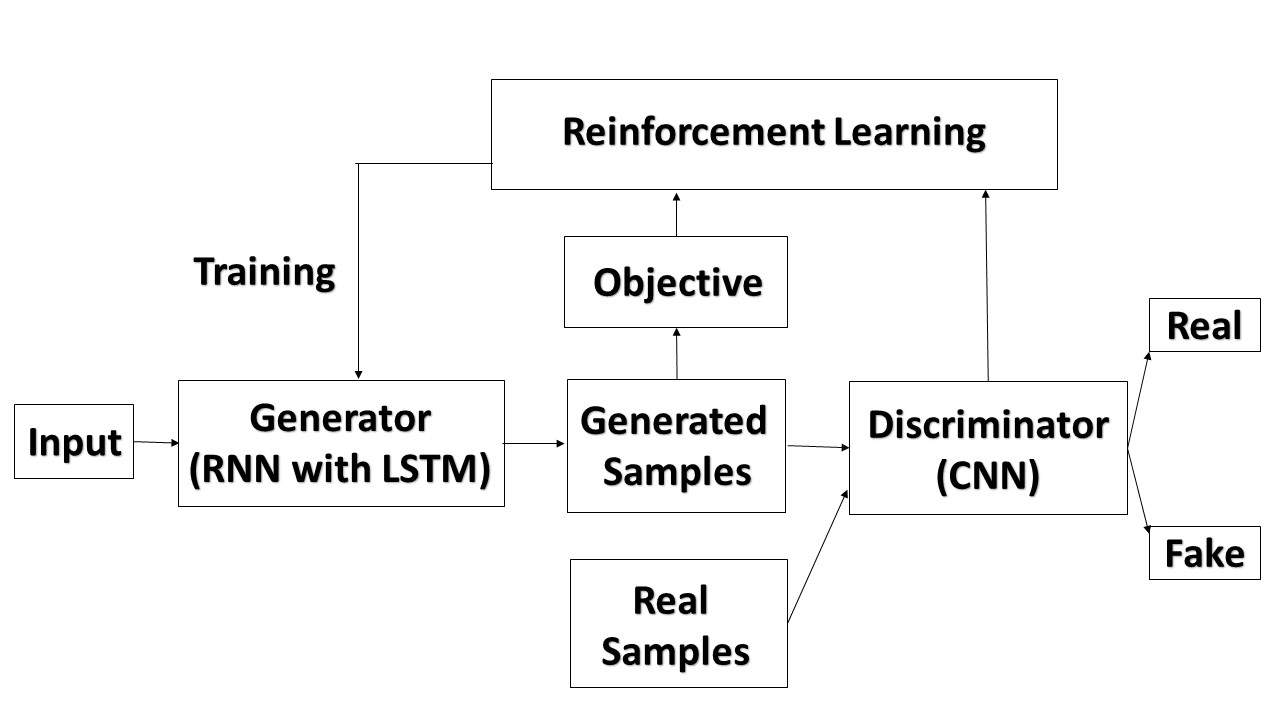 Reinforcement Learning
Training
Objective
Real
Input
Generator
(RNN with LSTM)
Generated
Samples
Discriminator
(CNN)
Fake
Real
Samples